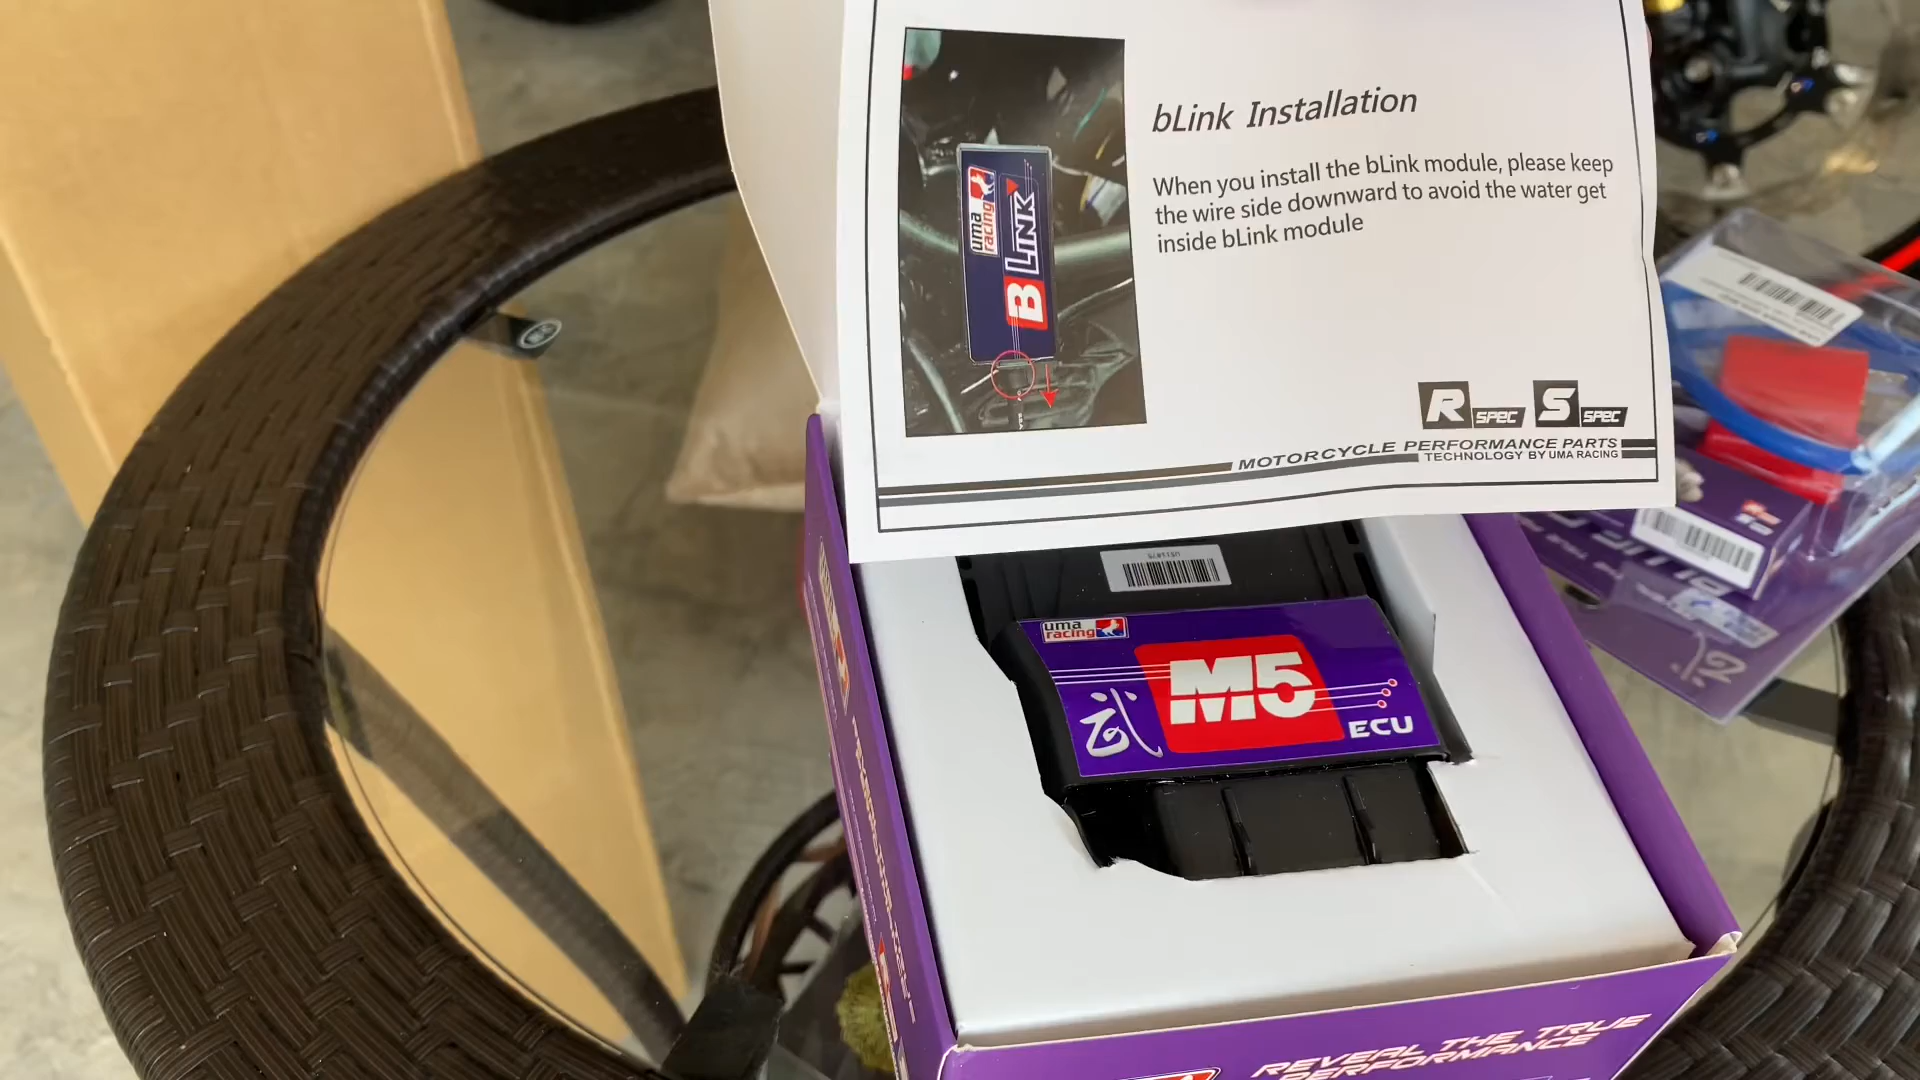 bLink Installation
When you install the bLink module, please keep
the wire side downward to avoid the water get
inside bLink module
uma
racing
B LINK
R SPEC S SPEC
MOTORCYCLE PERFORMANCE PARTS
TECHNOLOGY BY UMA RACING
uma
racing
M5
武
ECU
REVEAL THE TRUE
PERFORMANCE